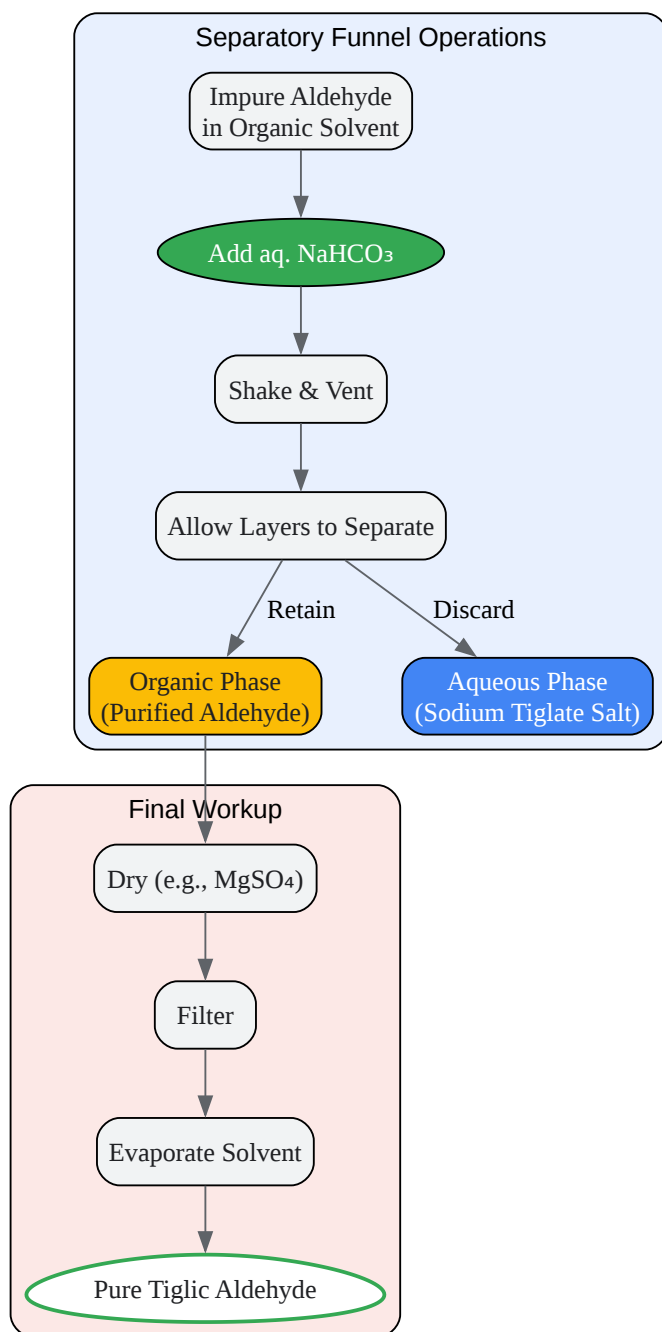 Separatory Funnel Operations
Impure Aldehyde
in Organic Solvent
Add aq. NaHCO₃
Shake & Vent
Allow Layers to Separate
Retain
Discard
Organic Phase
(Purified Aldehyde)
Aqueous Phase
(Sodium Tiglate Salt)
Final Workup
Dry (e.g., MgSO₄)
Filter
Evaporate Solvent
Pure Tiglic Aldehyde